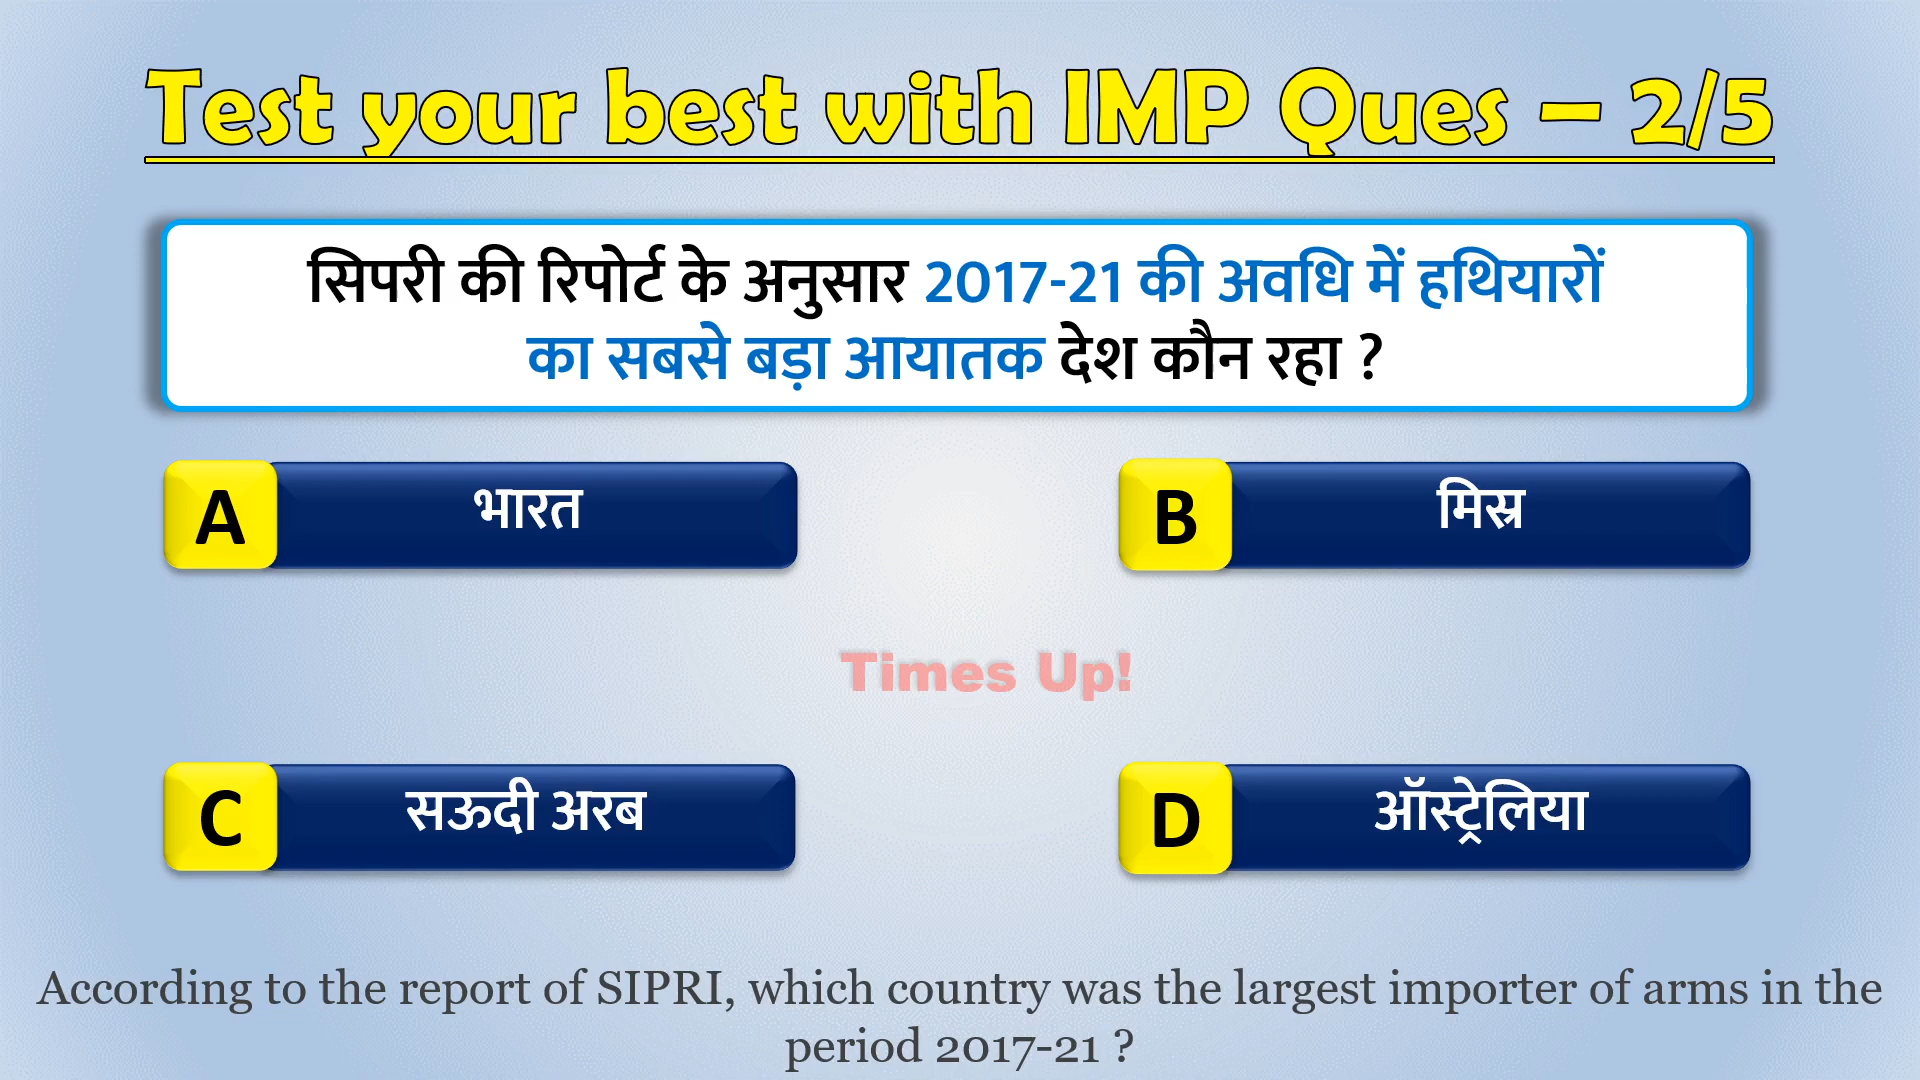 Test your best with IMP Ques – 2/5
सिपरी की रिपोर्ट के अनुसार 2017-21 की अवधि में हथियारों
का सबसे बड़ा आयातक देश कौन रहा ?
A भारत
B मिस्र
Times Up!
C सऊदी अरब
D ऑस्ट्रेलिया
According to the report of SIPRI, which country was the largest importer of arms in the
period 2017-21 ?